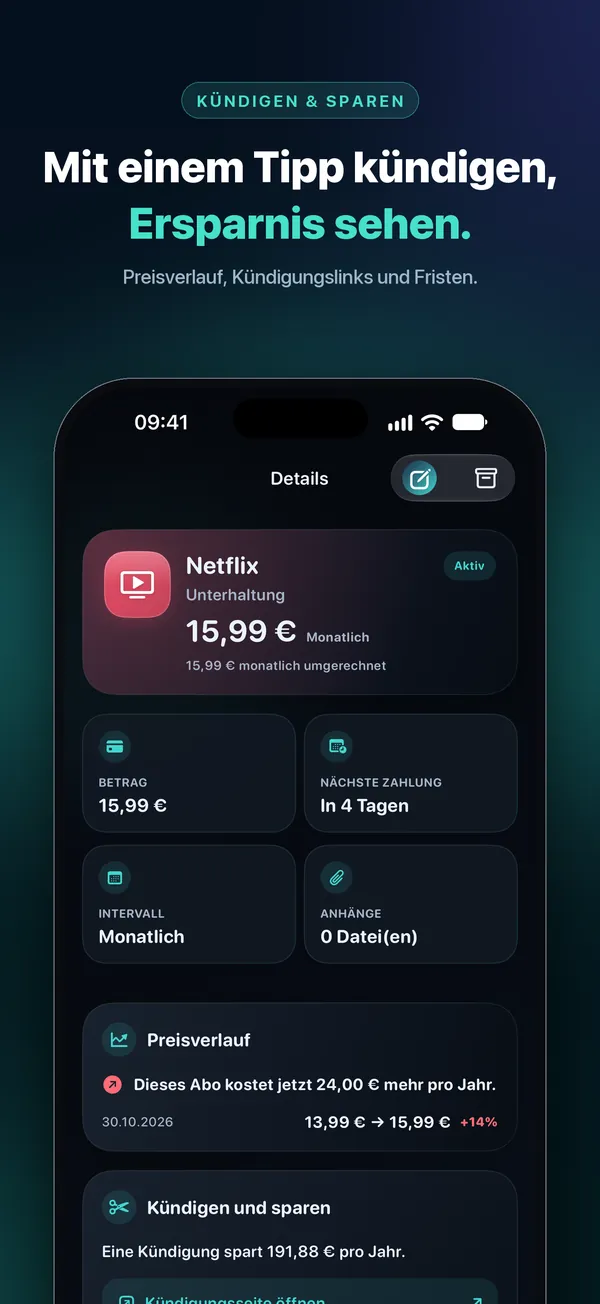 KÜNDIGEN & SPAREN
Mit einem Tipp kündigen,
Ersparnis sehen.
Preisverlauf, Kündigungslinks und Fristen.
09:41
Details
Netflix
Aktiv
Unterhaltung
15,99 € Monatlich
15,99 € monatlich umgerechnet
BETRAG
15,99 €
NÄCHSTE ZAHLUNG
In 4 Tagen
INTERVALL
Monatlich
ANHÄNGE
0 Datei(en)
Preisverlauf
Dieses Abo kostet jetzt 24,00 € mehr pro Jahr.
30.10.2026 13,99 € → 15,99 € +14%
Kündigen und sparen
Eine Kündigung spart 191,88 € pro Jahr.
Kündigungsseite öffnen